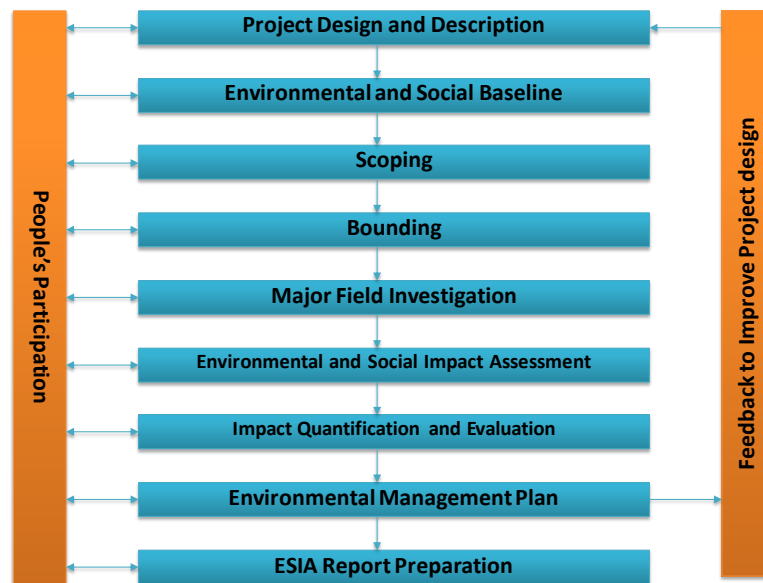 Project Design and Description
Environmental and Social Baseline
Scoping
Bounding
Major Field Investigation
Environmental and Social Impact Assessment
Impact Quantification and Evaluation
Environmental Management Plan
ESIA Report Preparation
People's Participation
Feedback to Improve Project design